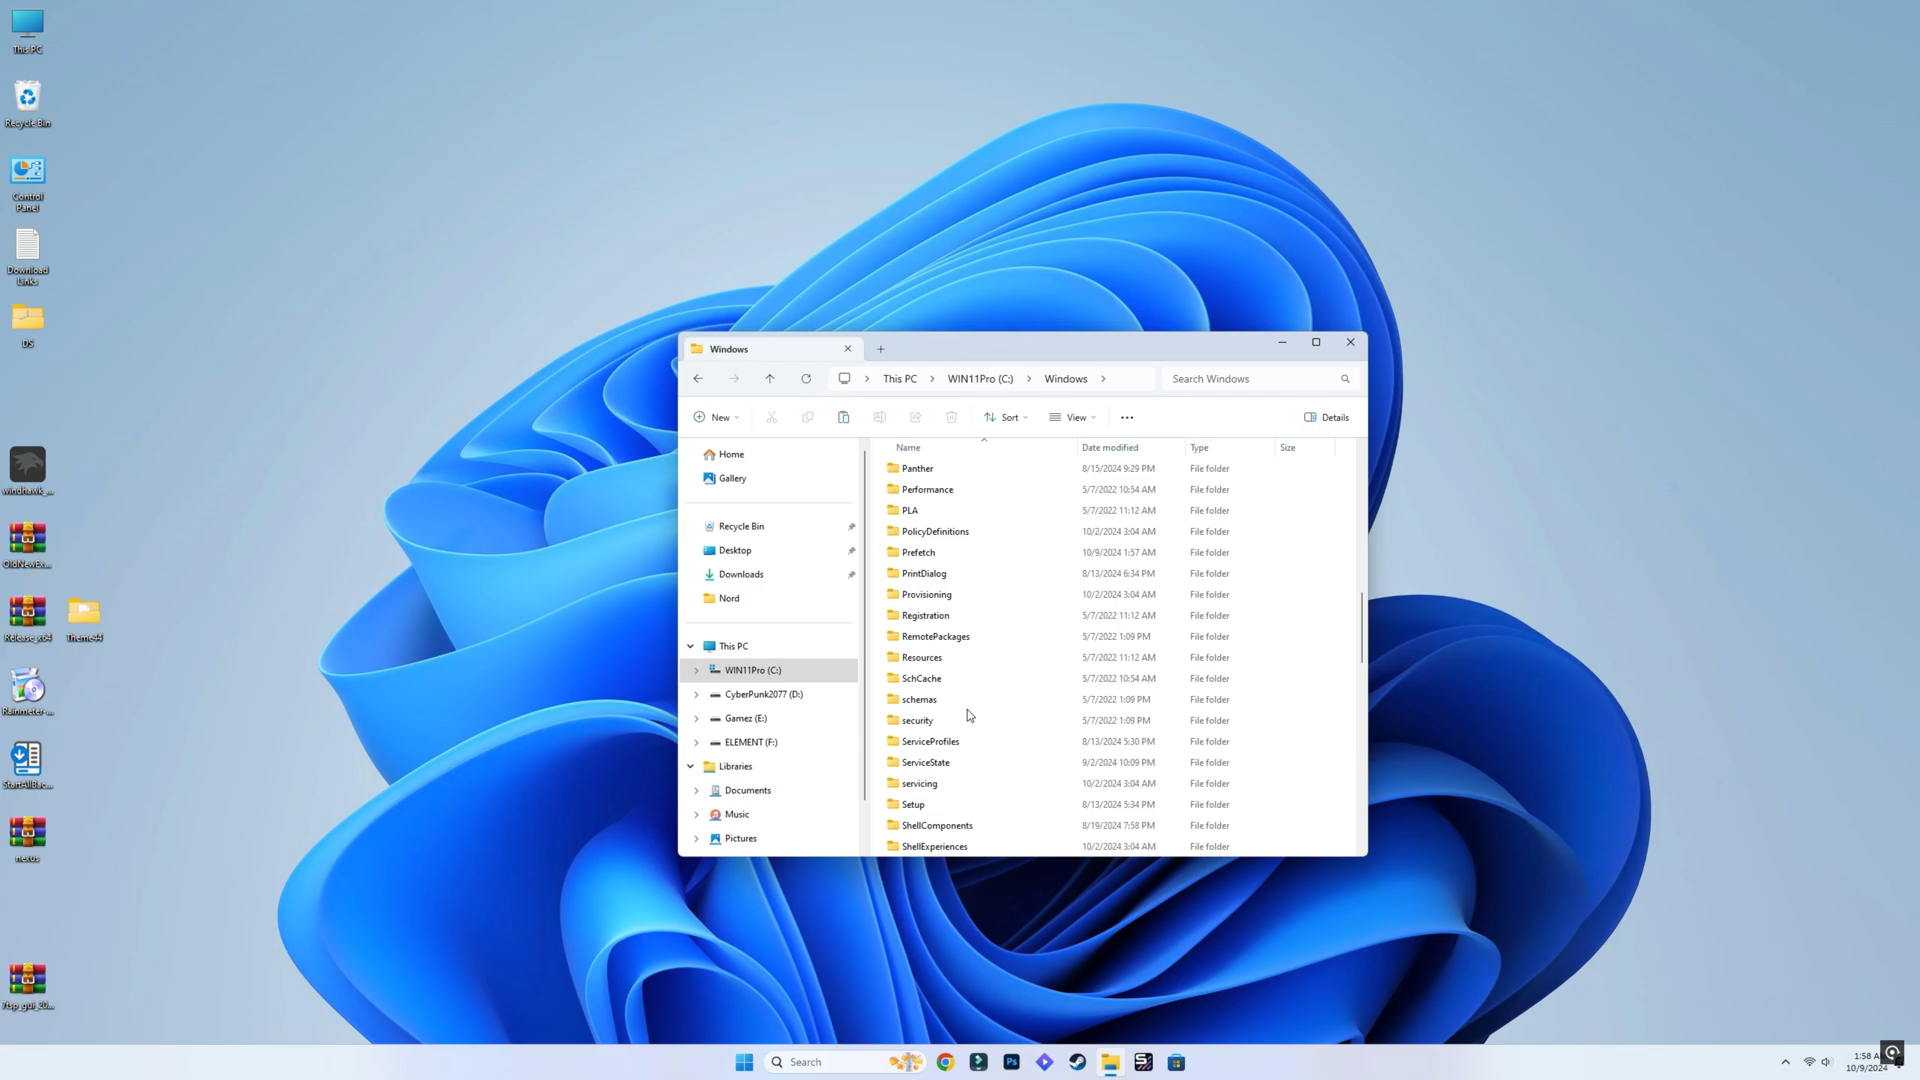 This PC
Recycle Bin
Control
Panel
Download
Links
DS
windhawk_...
OldNewEx...
Release_x64
Theme44
Rainmeter-...
StartAllBac...
nexus
7tsp_gui_20...
Windows
This PC
WIN11Pro (C:)
Windows
Search Windows
New
Sort
View
Details
Home
Gallery
Recycle Bin
Desktop
Downloads
Nord
This PC
WIN11Pro (C:)
CyberPunk2077 (D:)
Gamez (E:)
ELEMENT (F:)
Libraries
Documents
Music
Pictures
Name Date modified Type Size
Panther 8/15/2024 9:29 PM File folder
Performance 5/7/2022 10:54 AM File folder
PLA 5/7/2022 11:12 AM File folder
PolicyDefinitions 10/2/2024 3:04 AM File folder
Prefetch 10/9/2024 1:57 AM File folder
PrintDialog 8/13/2024 6:34 PM File folder
Provisioning 10/2/2024 3:04 AM File folder
Registration 5/7/2022 11:12 AM File folder
RemotePackages 5/7/2022 1:09 PM File folder
Resources 5/7/2022 11:12 AM File folder
SchCache 5/7/2022 10:54 AM File folder
schemas 5/7/2022 1:09 PM File folder
security 5/7/2022 1:09 PM File folder
ServiceProfiles 8/13/2024 5:30 PM File folder
ServiceState 9/2/2024 10:09 PM File folder
servicing 10/2/2024 3:04 AM File folder
Setup 8/13/2024 5:34 PM File folder
ShellComponents 8/19/2024 7:58 PM File folder
ShellExperiences 10/2/2024 3:04 AM File folder
Search
Ps
1:58 A
10/9/2024